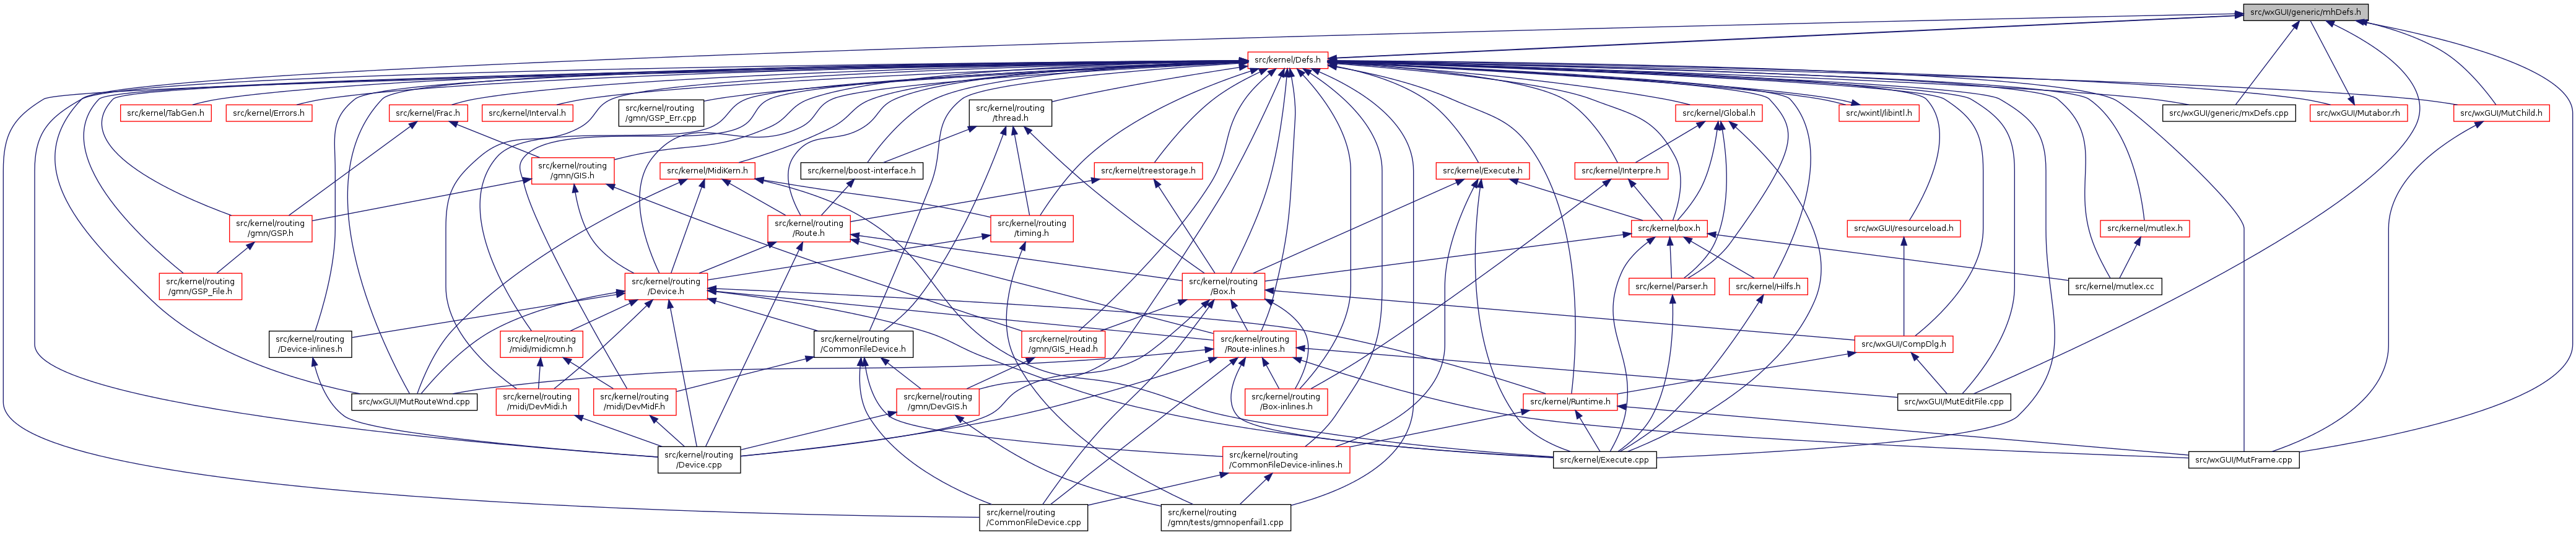 src/wxGUI/generic/mhDefs.h
src/kernel/Defs.h
src/kernel/TabGen.h
src/kernel/Errors.h
src/kernel/Frac.h
src/kernel/Interval.h
src/kernel/routing
/gmn/GSP_Err.cpp
src/kernel/routing
/thread.h
src/kernel/Global.h
src/wxintl/libintl.h
src/wxGUI/generic/mxDefs.cpp
src/wxGUI/Mutabor.rh
src/wxGUI/MutChild.h
src/kernel/routing
/gmn/GIS.h
src/kernel/MidiKern.h
src/kernel/boost-interface.h
src/kernel/treestorage.h
src/kernel/Execute.h
src/kernel/Interpre.h
src/kernel/routing
/gmn/GSP.h
src/kernel/routing
/Route.h
src/kernel/routing
/timing.h
src/kernel/box.h
src/wxGUI/resourceload.h
src/kernel/mutlex.h
src/kernel/routing
/gmn/GSP_File.h
src/kernel/routing
/Device.h
src/kernel/routing
/Box.h
src/kernel/Parser.h
src/kernel/Hilfs.h
src/kernel/mutlex.cc
src/kernel/routing
/Device-inlines.h
src/kernel/routing
/midi/midicmn.h
src/kernel/routing
/CommonFileDevice.h
src/kernel/routing
/gmn/GIS_Head.h
src/kernel/routing
/Route-inlines.h
src/wxGUI/CompDlg.h
src/wxGUI/MutRouteWnd.cpp
src/kernel/routing
/midi/DevMidi.h
src/kernel/routing
/midi/DevMidF.h
src/kernel/routing
/gmn/DevGIS.h
src/kernel/routing
/Box-inlines.h
src/kernel/Runtime.h
src/wxGUI/MutEditFile.cpp
src/kernel/routing
/Device.cpp
src/kernel/routing
/CommonFileDevice-inlines.h
src/kernel/Execute.cpp
src/wxGUI/MutFrame.cpp
src/kernel/routing
/CommonFileDevice.cpp
src/kernel/routing
/gmn/tests/gmnopenfail1.cpp